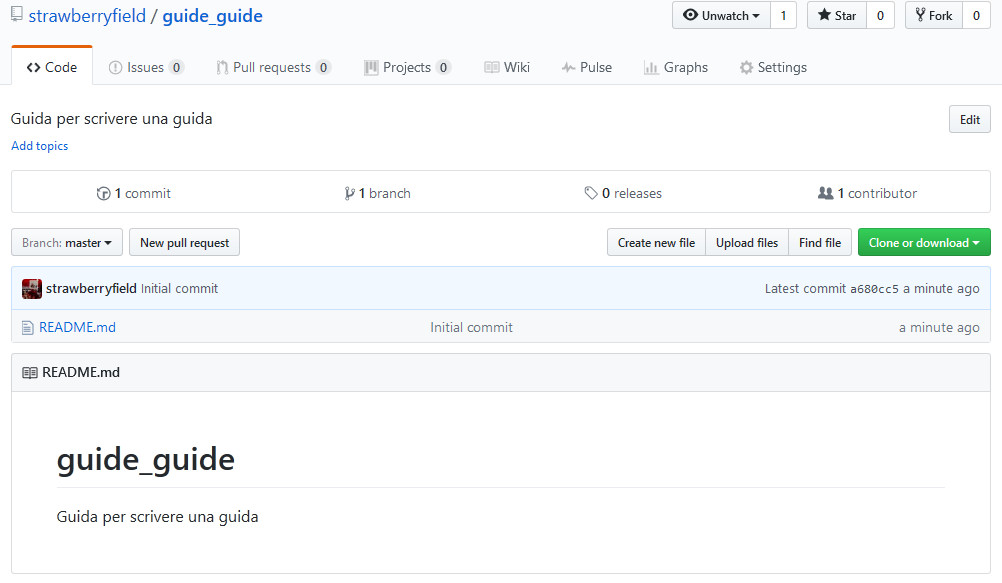 strawberryfield / guide_guide
Unwatch 1 Star 0 Fork 0
Code Issues 0 Pull requests 0 Projects 0 Wiki Pulse Graphs Settings
Guida per scrivere una guida Edit
Add topics
1 commit 1 branch 0 releases 1 contributor
Branch: master New pull request Create new file Upload files Find file Clone or download
strawberryfield Initial commit Latest commit a680cc5 a minute ago
README.md Initial commit a minute ago
README.md
guide_guide
Guida per scrivere una guida